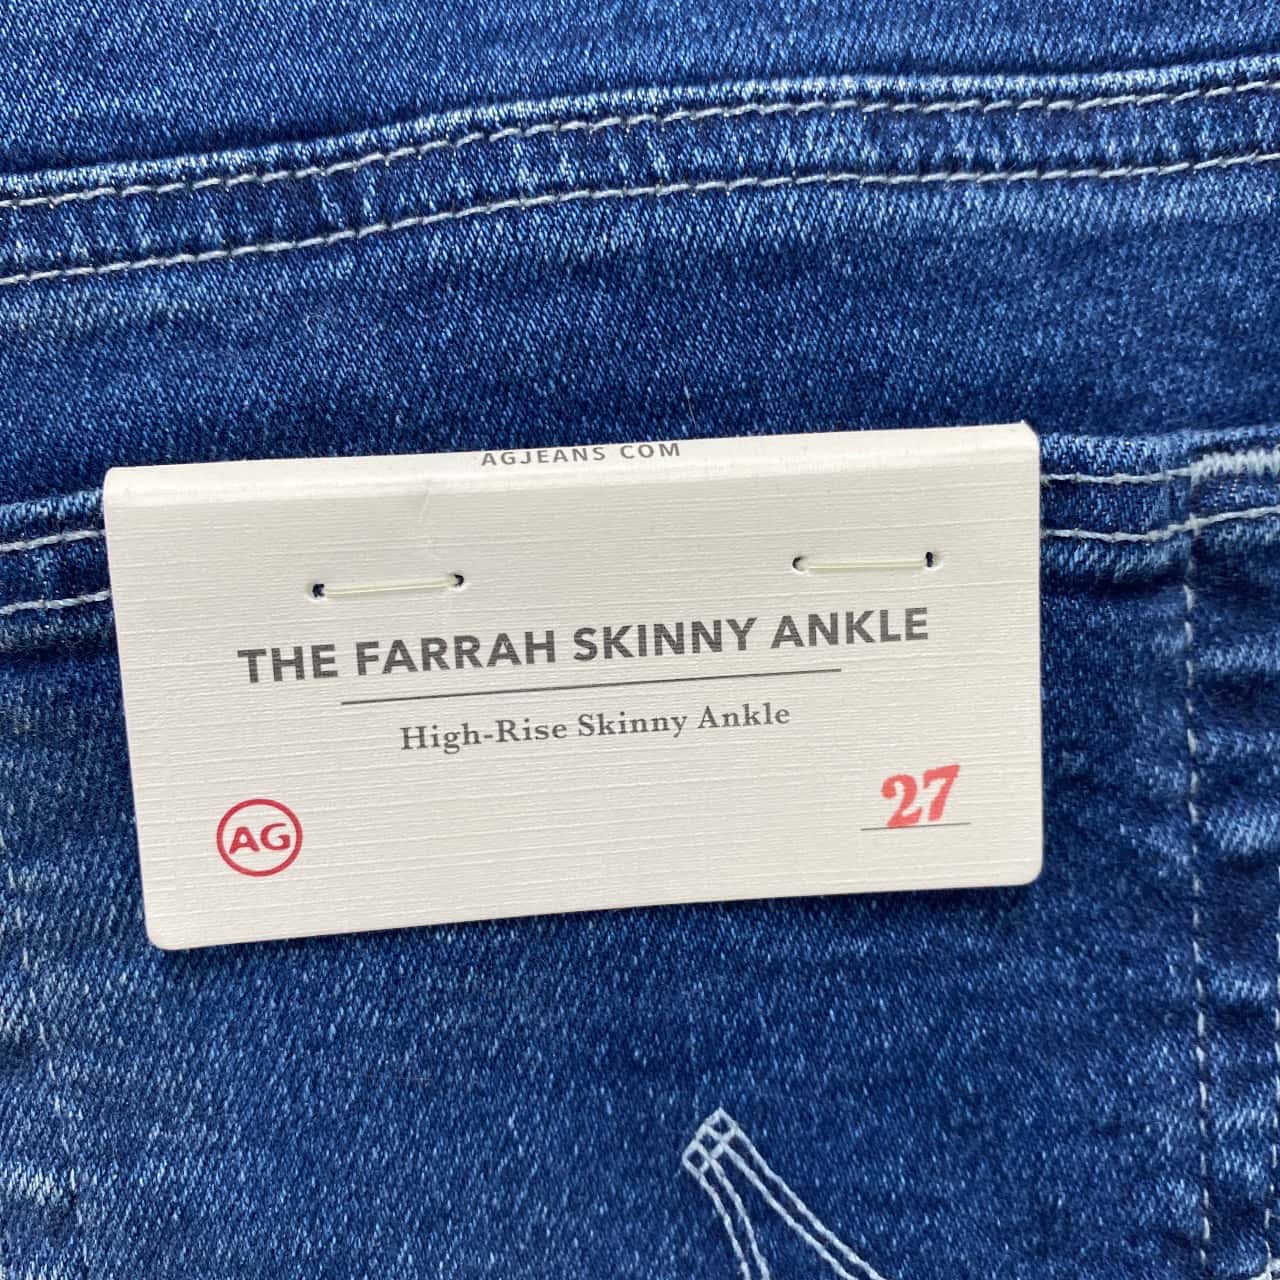 AGJEANS COM
THE FARRAH SKINNY ANKLE
High-Rise Skinny Ankle
27
AG